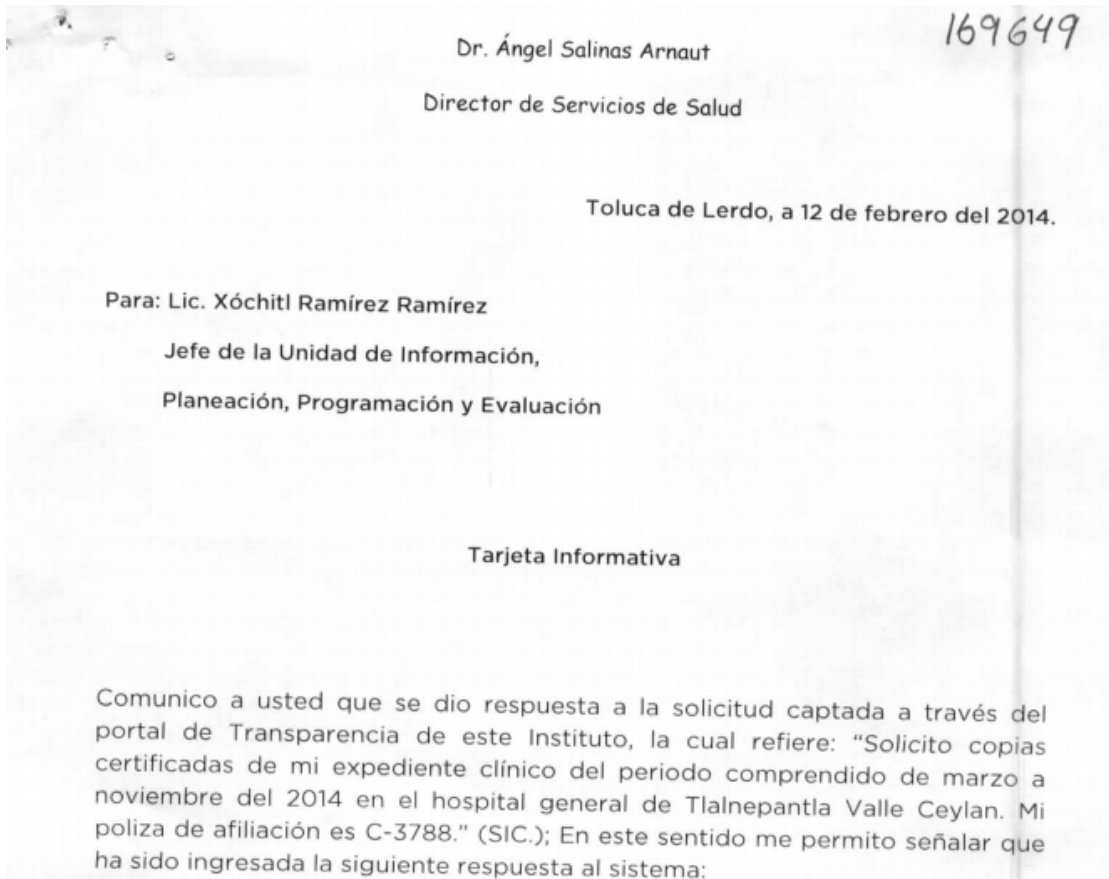 169649
Dr. Ángel Salinas Arnaut
Director de Servicios de Salud
Toluca de Lerdo, a 12 de febrero del 2014.
Para: Lic. Xóchitl Ramírez Ramírez
Jefe de la Unidad de Información,
Planeación, Programación y Evaluación
Tarjeta Informativa
Comunico a usted que se dio respuesta a la solicitud captada a través del
portal de Transparencia de este Instituto, la cual refiere: “Solicito copias
certificadas de mi expediente clínico del periodo comprendido de marzo a
noviembre del 2014 en el hospital general de Tlalnepantla Valle Ceylan. Mi
poliza de afiliación es C-3788.” (SIC.); En este sentido me permito señalar que
ha sido ingresada la siguiente respuesta al sistema: